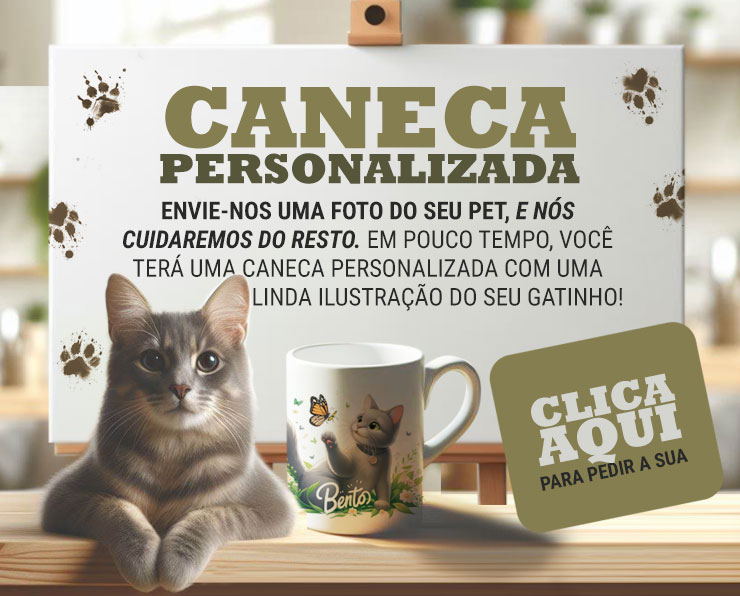 CANECA
PERSONALIZADA
ENVIE-NOS UMA FOTO DO SEU PET, E NÓS
CUIDAREMOS DO RESTO. EM POUCO TEMPO, VOCÊ
TERÁ UMA CANECA PERSONALIZADA COM UMA
LINDA ILUSTRAÇÃO DO SEU GATINHO!
Bento
CLICA
AQUI
PARA PEDIR A SUA